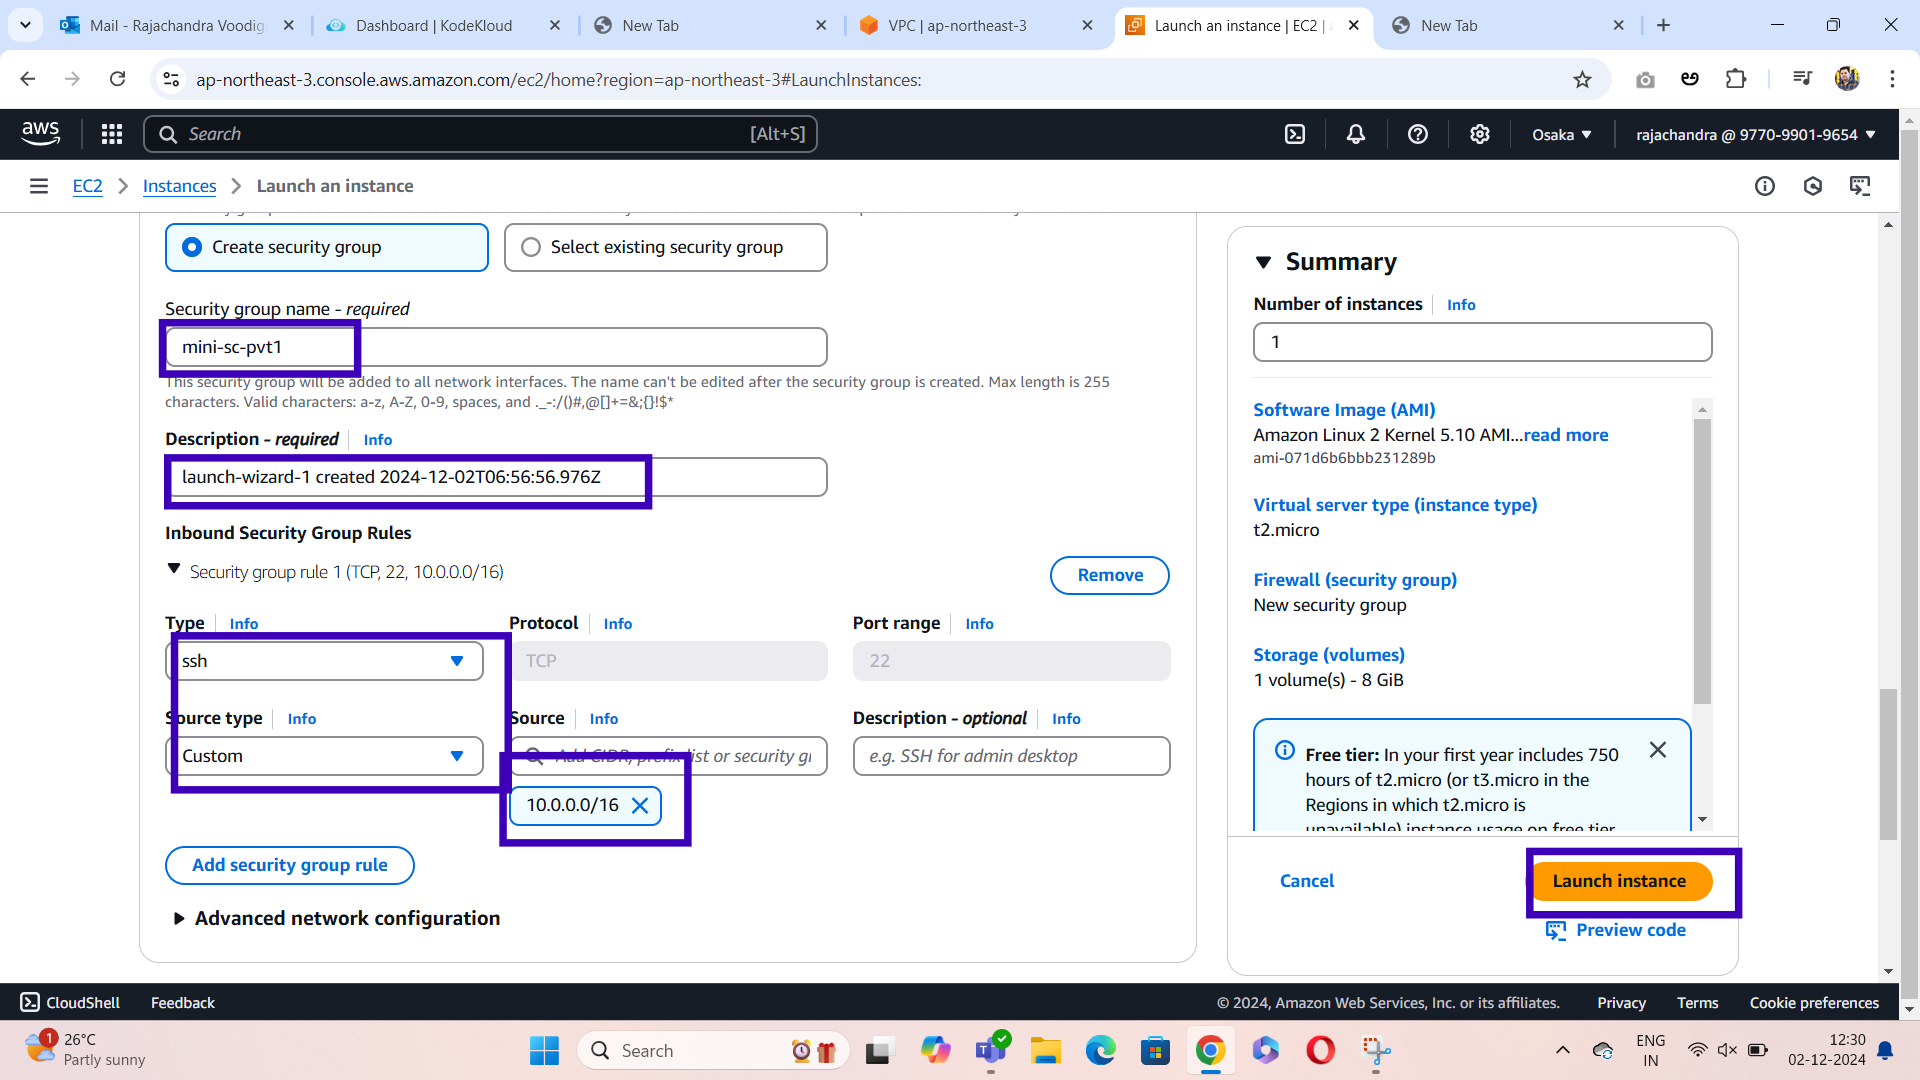 Mail - Rajachandra Voodig
Dashboard | KodeKloud
New Tab
VPC | ap-northeast-3
Launch an instance | EC2 |
New Tab
ap-northeast-3.console.aws.amazon.com/ec2/home?region=ap-northeast-3#LaunchInstances:
aws
Search
[Alt+S]
Osaka
rajachandra @ 9770-9901-9654
EC2
Instances
Launch an instance
Create security group
Select existing security group
Security group name - required
mini-sc-pvt1
This security group will be added to all network interfaces. The name can't be edited after the security group is created. Max length is 255
characters. Valid characters: a-z, A-Z, 0-9, spaces, and ._-:/()#,@[]+=&;{}!$*
Description - required
Info
launch-wizard-1 created 2024-12-02T06:56:56.976Z
Inbound Security Group Rules
Security group rule 1 (TCP, 22, 10.0.0.0/16)
Remove
Type
Info
Protocol
Info
Port range
Info
ssh
TCP
22
Source type
Info
Source
Info
Description - optional
Info
Custom
Add CIDR, prefix list or security gr
e.g. SSH for admin desktop
10.0.0.0/16
Add security group rule
Advanced network configuration
Summary
Number of instances
Info
1
Software Image (AMI)
Amazon Linux 2 Kernel 5.10 AMI...read more
ami-071d6b6bbb231289b
Virtual server type (instance type)
t2.micro
Firewall (security group)
New security group
Storage (volumes)
1 volume(s) - 8 GiB
Free tier: In your first year includes 750
hours of t2.micro (or t3.micro in the
Regions in which t2.micro is
unavailable) instance usage on free tier
Cancel
Launch instance
Preview code
CloudShell
Feedback
© 2024, Amazon Web Services, Inc. or its affiliates.
Privacy
Terms
Cookie preferences
1
26°C
Partly sunny
Search
ENG
IN
12:30
02-12-2024